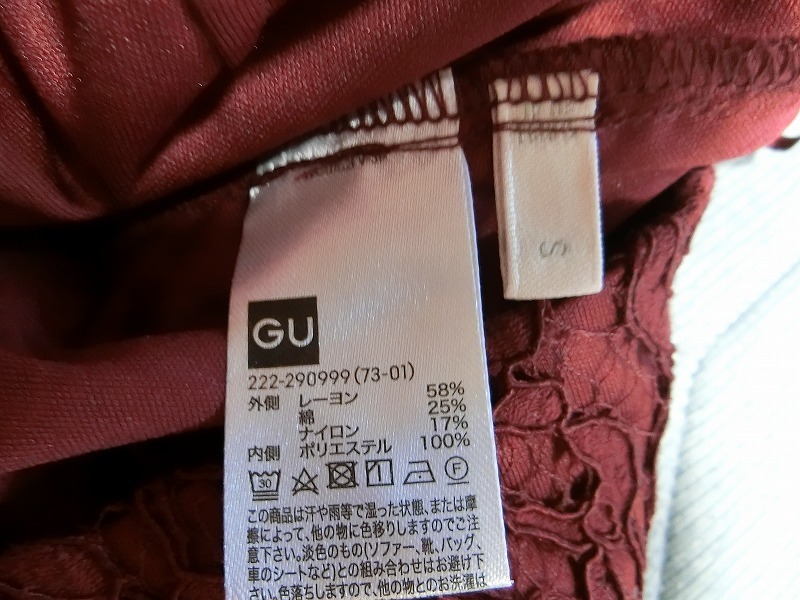 S
GU
222-290999(73-01)
外側 レーヨン 58%
綿 25%
ナイロン 17%
内側 ポリエステル 100%
30
F
この商品は汗や雨等で湿った状態、または摩
擦によって、他の物に色移りしますのでご注
意下さい。淡色のもの(ソファー、靴、バッグ、
車のシートなど)との組み合わせはお避け下
さい。色落ちしますので、他の物とのお洗濯は